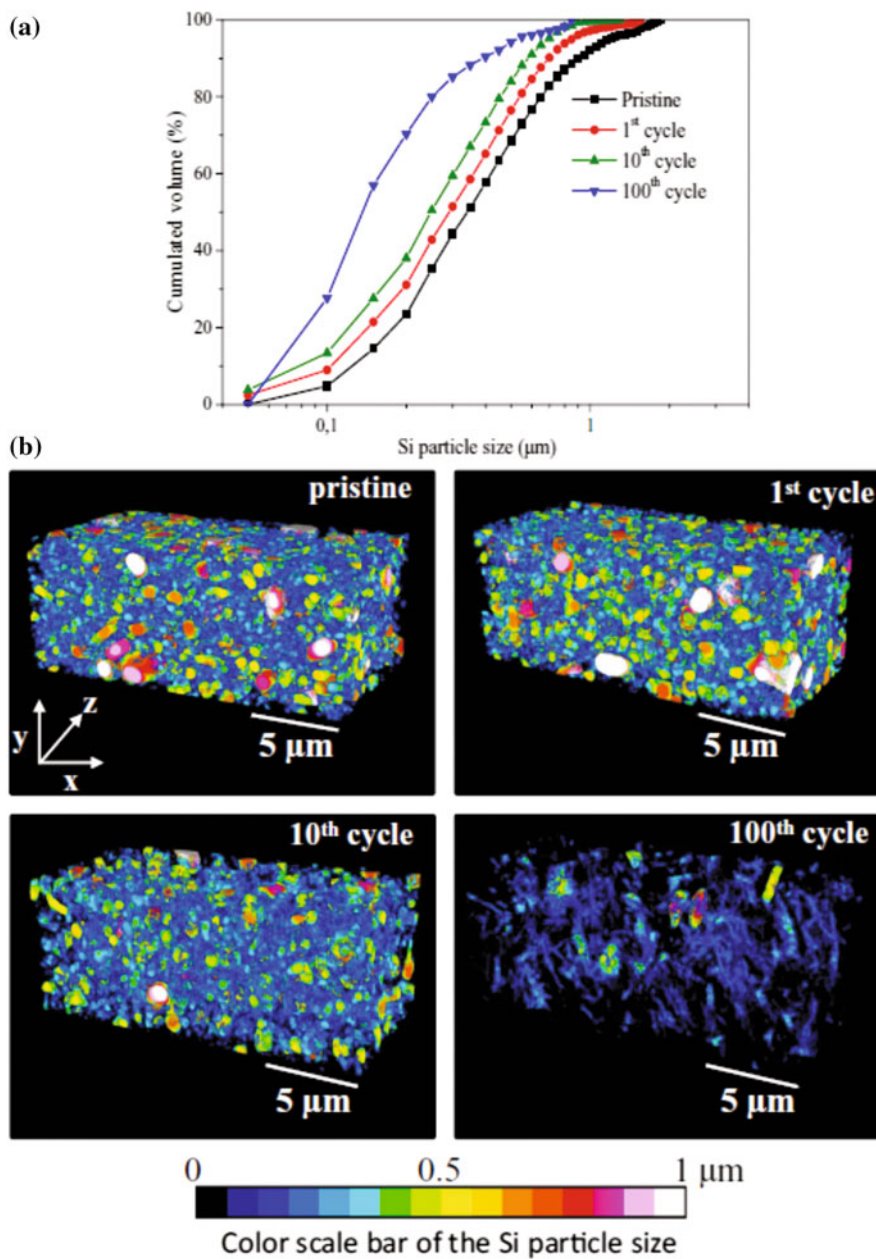 (a)
100
80
60
40
20
0
Cumulated volume (%)
Pristine
1st cycle
10th cycle
100th cycle
0,1
1
Si particle size (μm)
(b)
pristine
y
z
x
5 μm
1st cycle
5 μm
10th cycle
5 μm
100th cycle
5 μm
0 0.5 1 μm
Color scale bar of the Si particle size